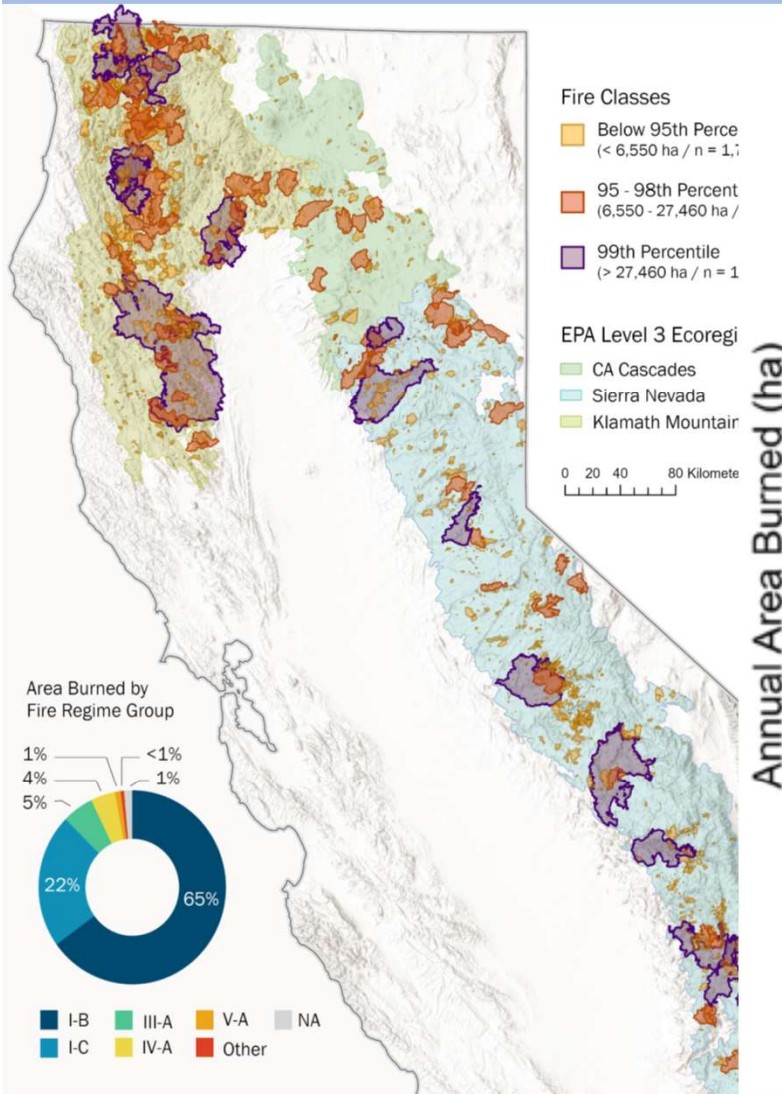 Fire Classes
Below 95th Perce
(< 6,550 ha / n = 1,7
95 - 98th Percent
(6,550 - 27,460 ha /
99th Percentile
(> 27,460 ha / n = 1
EPA Level 3 Ecoregi
CA Cascades
Sierra Nevada
Klamath Mountain
0 20 40 80 Kilomete
Annual Area Burned (ha)
Area Burned by
Fire Regime Group
1% <1%
4% 1%
5%
22% 65%
I-B III-A V-A NA
I-C IV-A Other